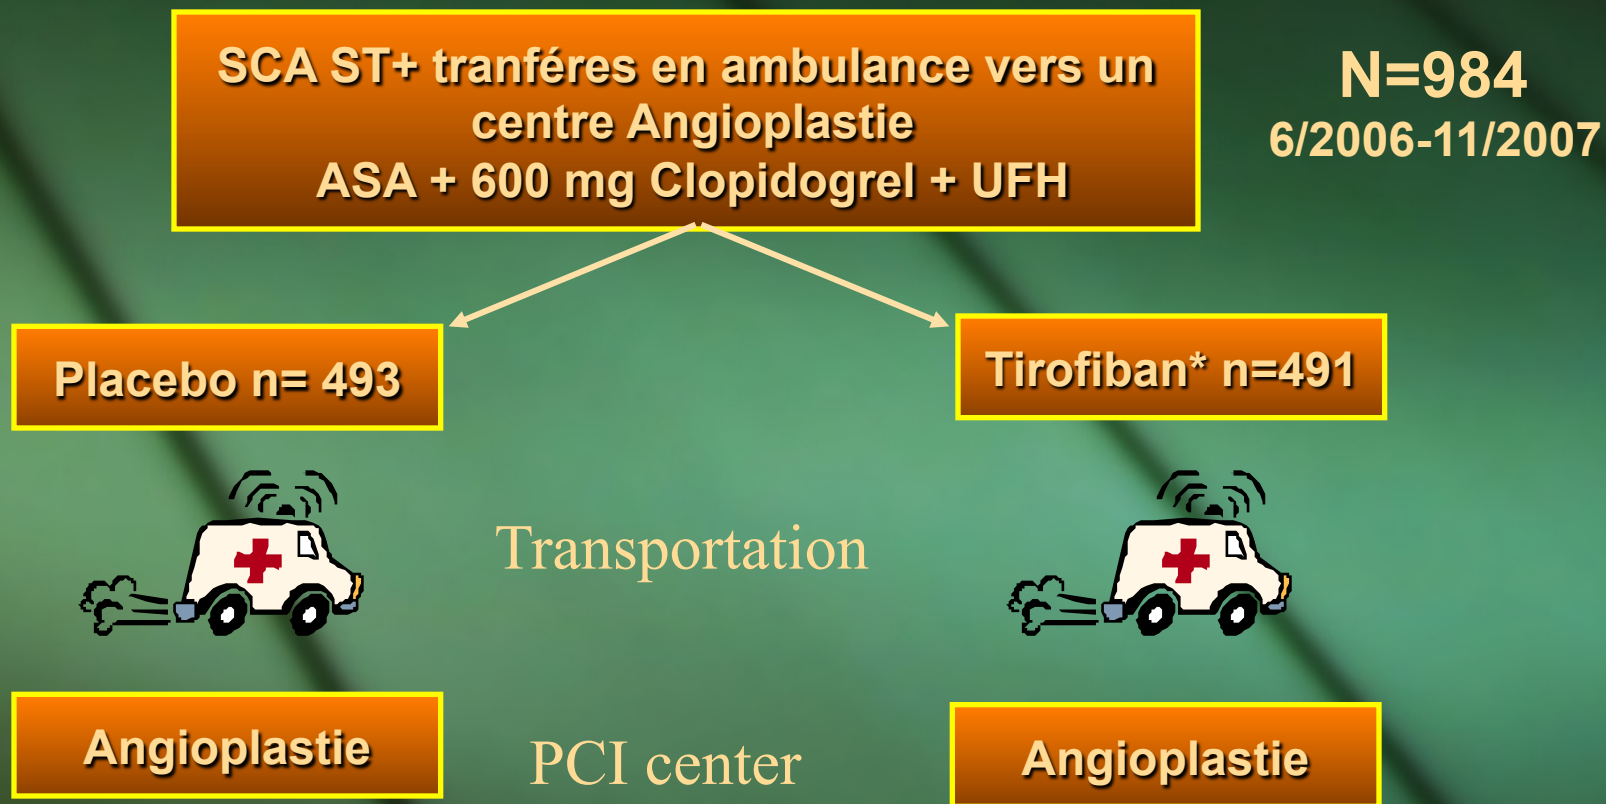 SCA ST+ tranféres en ambulance vers un
centre Angioplastie
ASA + 600 mg Clopidogrel + UFH
N=984
6/2006-11/2007
Placebo n= 493
Tirofiban* n=491
Transportation
Angioplastie
PCI center
Angioplastie